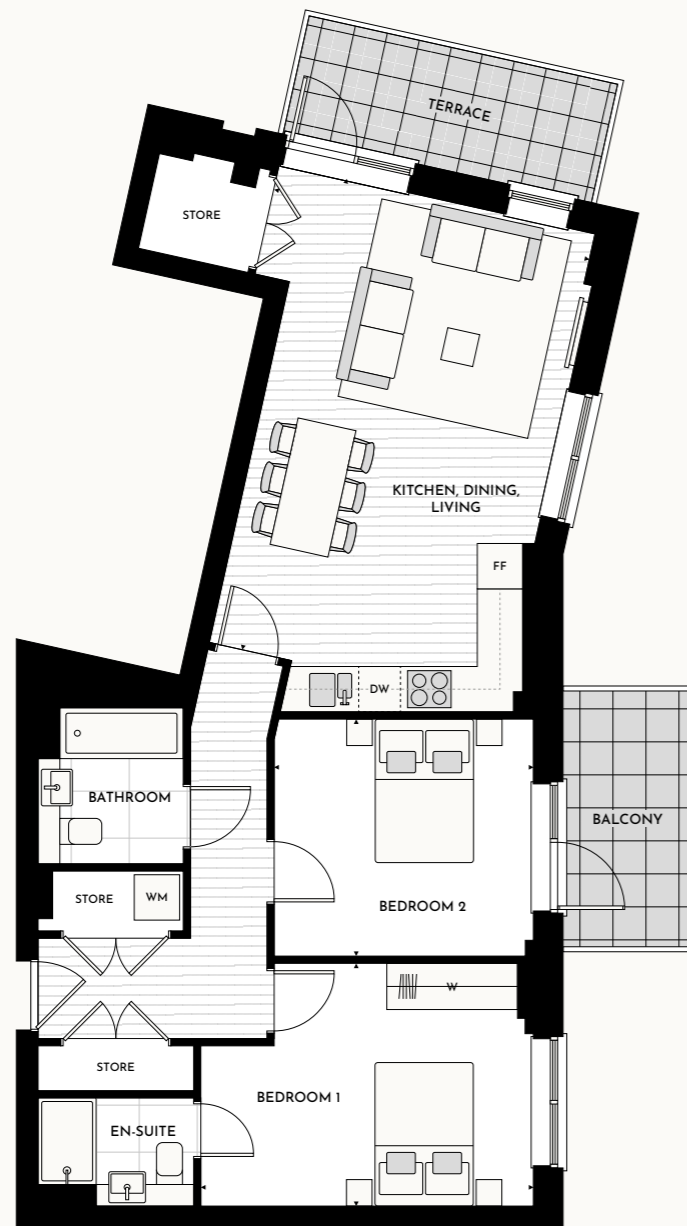 TERRACE
STORE
KITCHEN, DINING,
LIVING
FF
DW
BATHROOM
BALCONY
STORE
WM
BEDROOM 2
W
STORE
BEDROOM 1
EN-SUITE